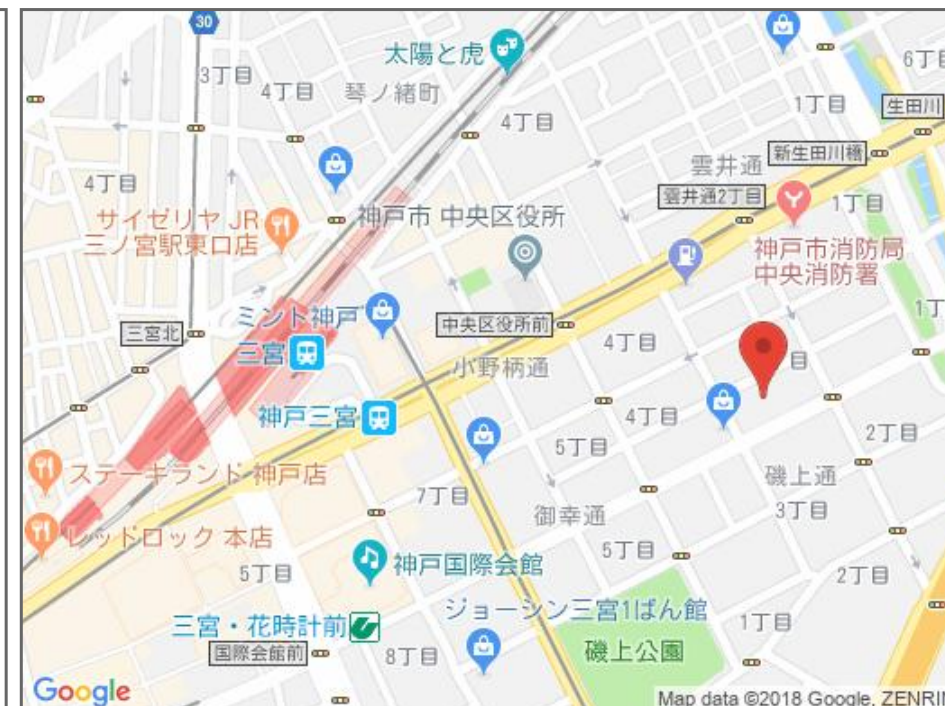 30
太陽と虎
6丁目
3丁目
4丁目
琴ノ緒町
1丁目
生田川
4丁目
雲井通
新生田川橋
4丁目
雲井通2丁目
1丁目
サイゼリヤ JR
三ノ宮駅東口店
神戸市 中央区役所
神戸市消防局
中央消防署
ミント神戸
三宮北
中央区役所前
三宮
4丁目
小野柄通
神戸三宮
4丁目
5丁目
2丁目
ステーキランド 神戸店
磯上通
7丁目
御幸通
3丁目
レッドロック 本店
5丁目
神戸国際会館
5丁目
2丁目
ジョーシン三宮1ばん館
三宮・花時計前
1丁目
国際会館前
8丁目
磯上公園
Google
Map data ©2018 Google, ZENRIN